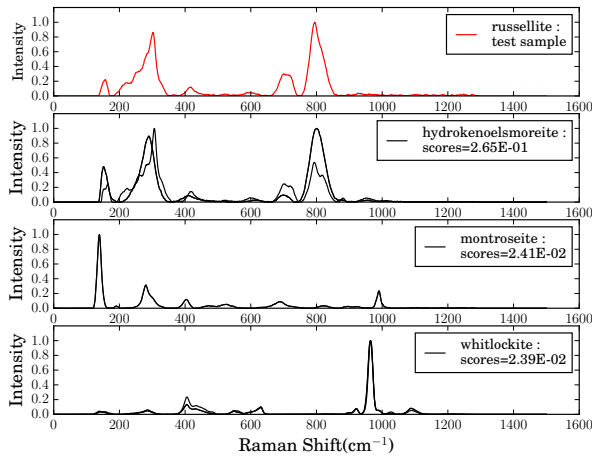 Intensity
1.0
0.8
0.6
0.4
0.2
0.0
russellite :
test sample
0 200 400 600 800 1000 1200 1400 1600
Intensity
1.0
0.8
0.6
0.4
0.2
0.0
hydrokenoelsmoreite :
scores=2.65E-01
0 200 400 600 800 1000 1200 1400 1600
Intensity
1.0
0.8
0.6
0.4
0.2
0.0
montroseite :
scores=2.41E-02
0 200 400 600 800 1000 1200 1400 1600
Intensity
1.0
0.8
0.6
0.4
0.2
0.0
whitlockite :
scores=2.39E-02
0 200 400 600 800 1000 1200 1400 1600
Raman Shift(cm⁻¹)